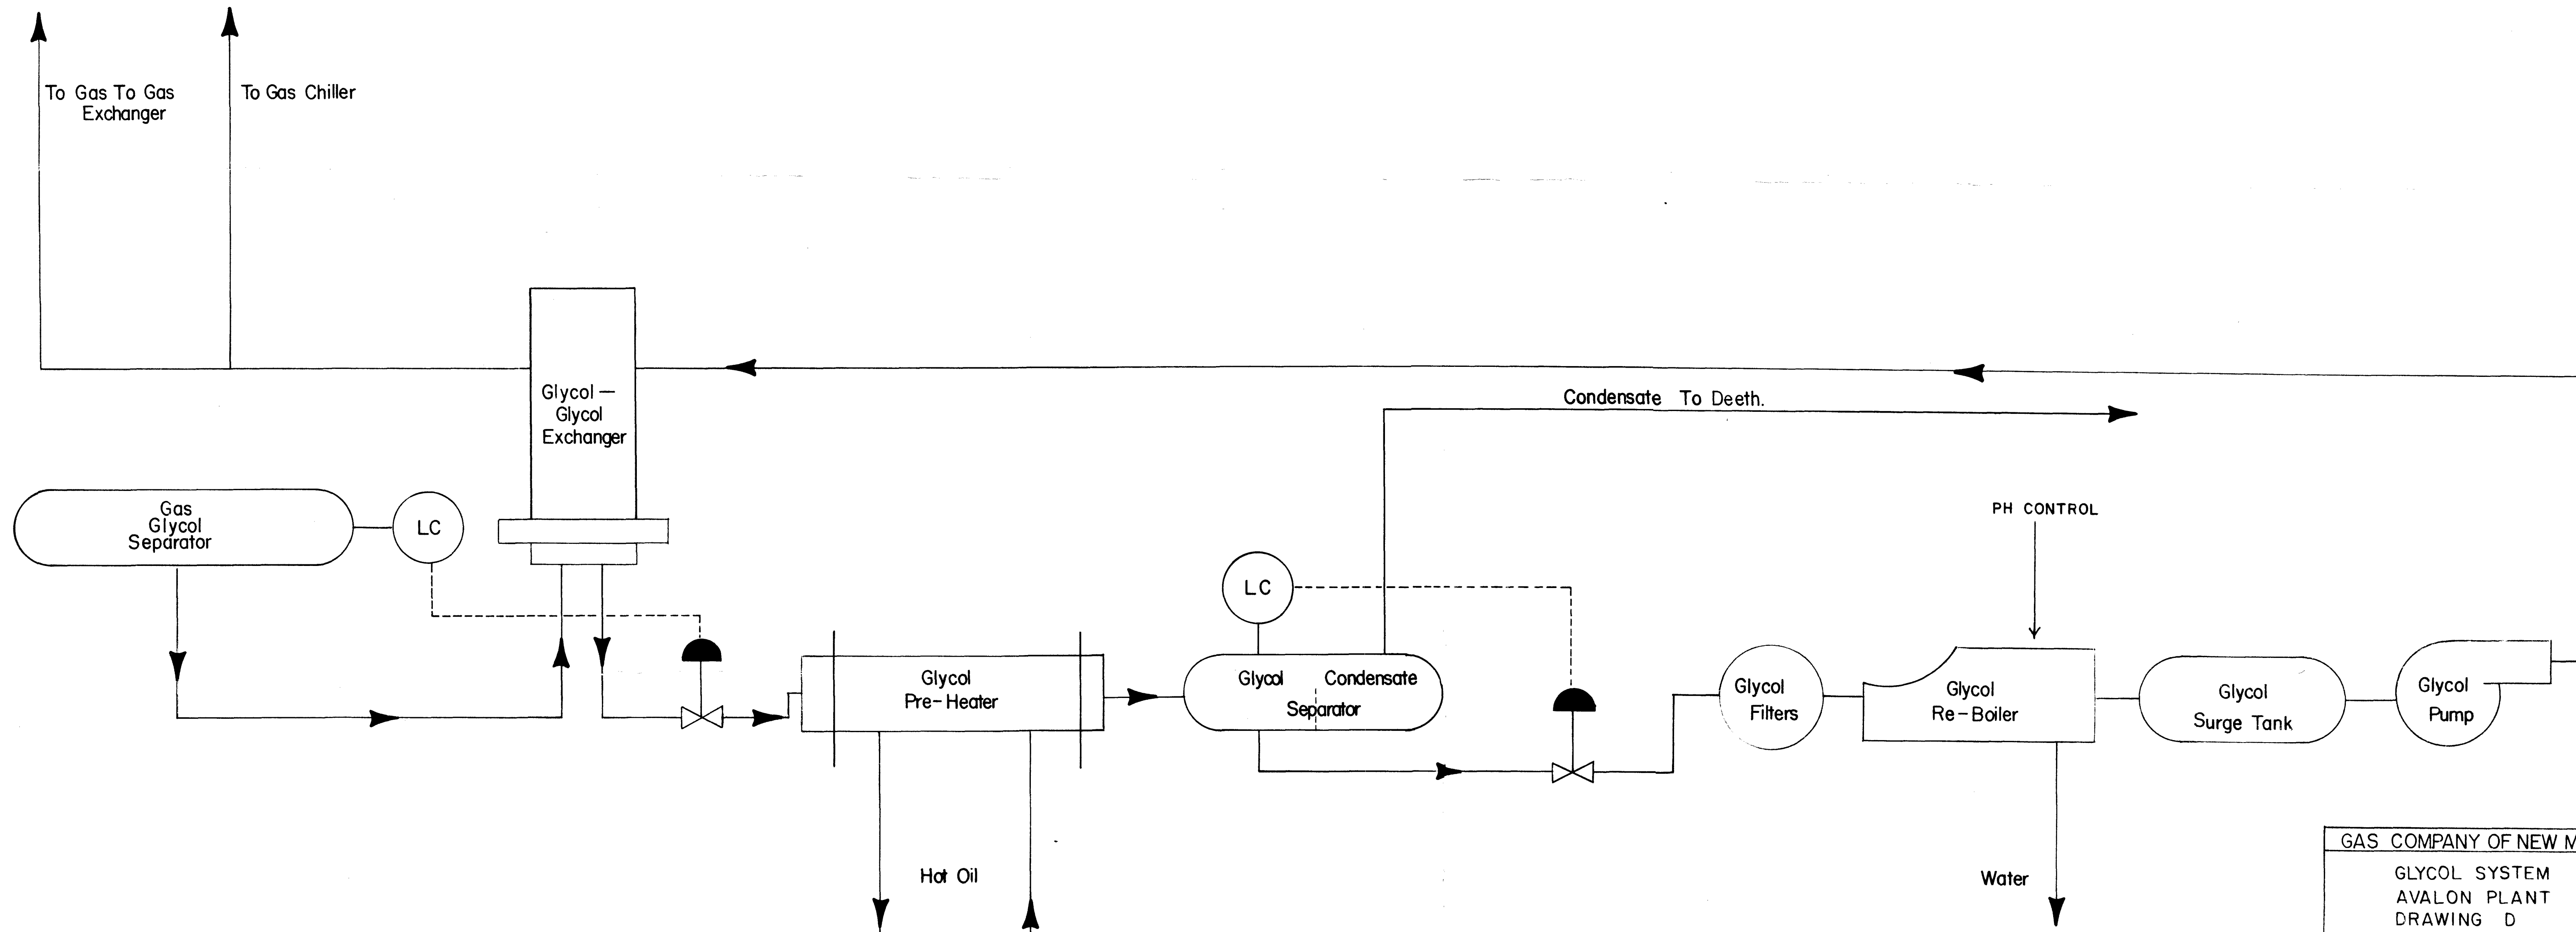 To Gas To Gas
Exchanger
To Gas Chiller
Glycol —
Glycol
Exchanger
Condensate To Deeth.
Gas
Glycol
Separator
LC
PH CONTROL
LC
Glycol
Pre-Heater
Glycol Condensate
Separator
Glycol
Filters
Glycol
Re-Boiler
Glycol
Surge Tank
Glycol
Pump
Hot Oil
Water
GAS COMPANY OF NEW M
GLYCOL SYSTEM
AVALON PLANT
DRAWING D